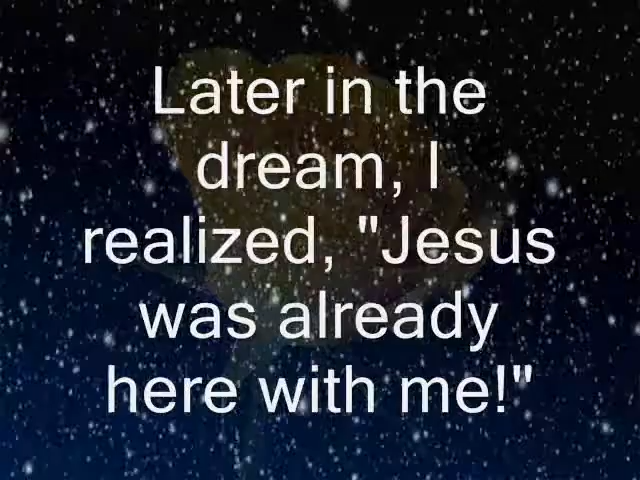 Later in the
dream, I
realized, "Jesus
was already
here with me!"